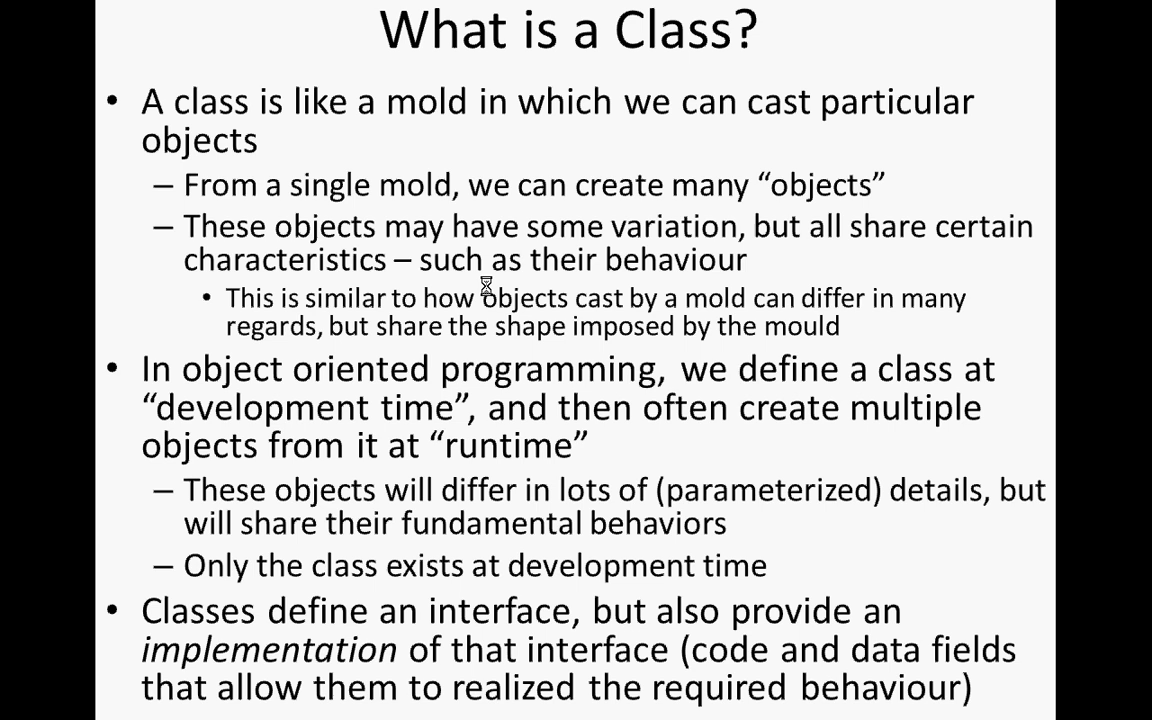 What is a Class?
• A class is like a mold in which we can cast particular
objects
– From a single mold, we can create many “objects”
– These objects may have some variation, but all share certain
characteristics – such as their behaviour
• This is similar to how objects cast by a mold can differ in many
regards, but share the shape imposed by the mould
• In object oriented programming, we define a class at
“development time”, and then often create multiple
objects from it at “runtime”
– These objects will differ in lots of (parameterized) details, but
will share their fundamental behaviors
– Only the class exists at development time
• Classes define an interface, but also provide an
implementation of that interface (code and data fields
that allow them to realized the required behaviour)